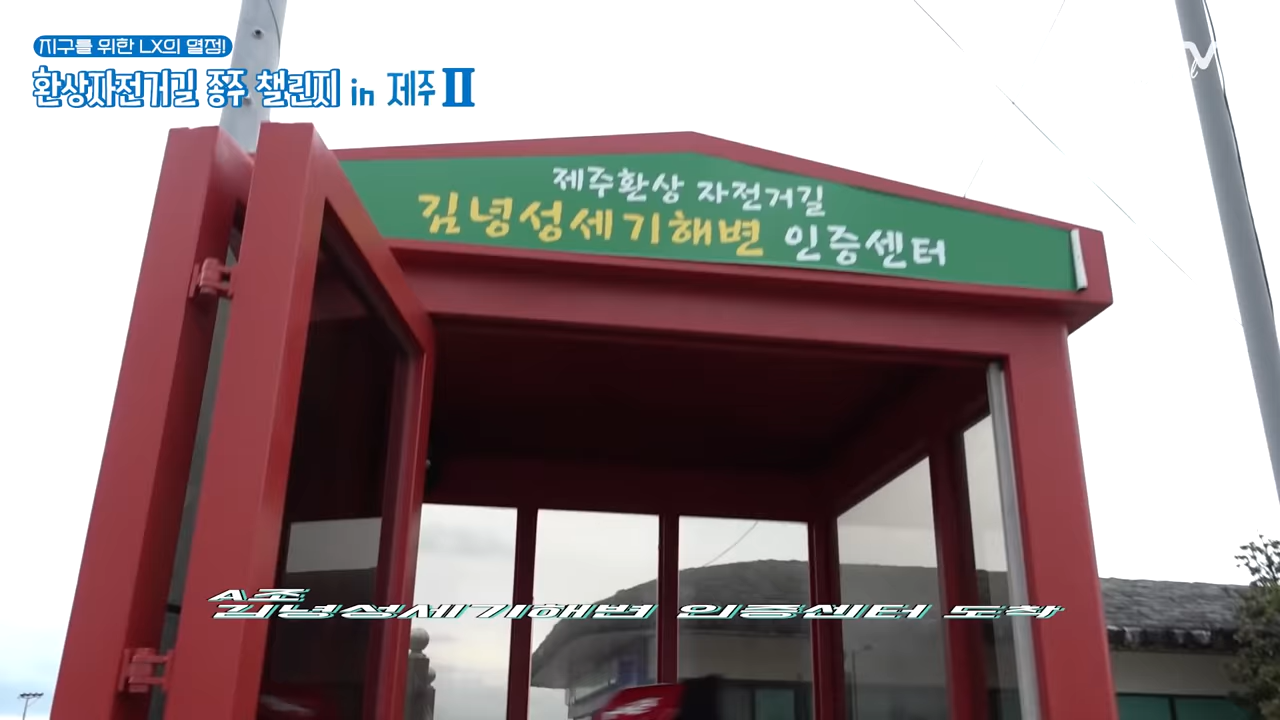 지구를 위한 LX의 열정!
환상자전거길 종주 챌린지 in 제주 II
제주환상 자전거길
김녕성세기해변 인증센터
A조
김녕성세기해변 인증센터 도착